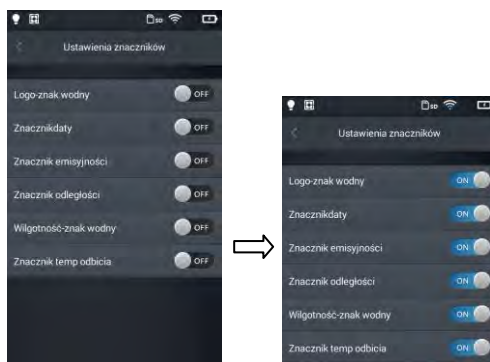 SD
Ustawienia znaczników
Logo-znak wodny OFF
Znacznikdaty OFF
Znacznik emisyjności OFF
Znacznik odległości OFF
Wilgotność-znak wodny OFF
Znacznik temp odbicia OFF
SD
Ustawienia znaczników
Logo-znak wodny ON
Znacznikdaty ON
Znacznik emisyjności ON
Znacznik odległości ON
Wilgotność-znak wodny ON
Znacznik temp odbicia ON